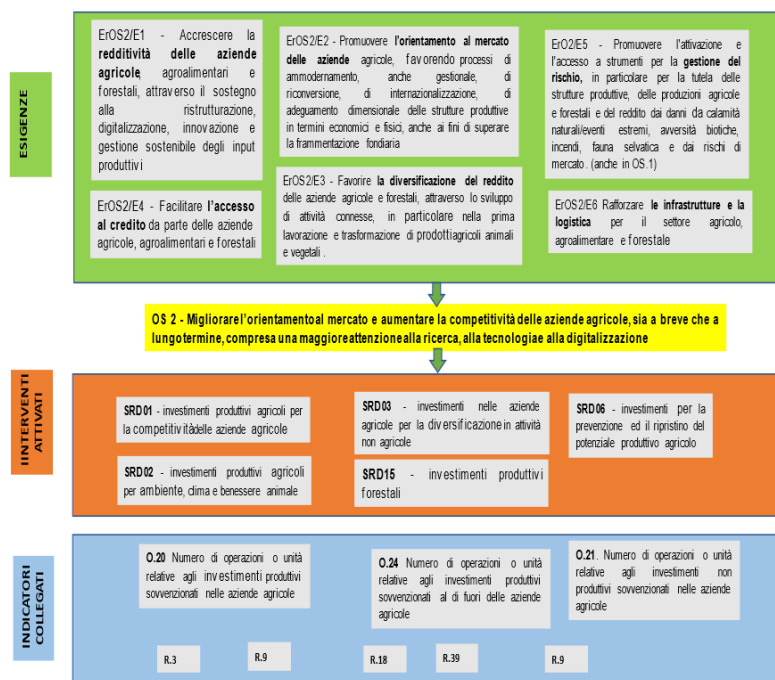 ESIGENZE
ErOS2/E1 - Accrescere la
redditività delle aziende
agricole, agroalimentari e
forestali, attraverso il sostegno
alla ristrutturazione,
digitalizzazione, innovazione e
gestione sostenibile degli input
produttivi
ErOS2/E4 - Facilitare l'accesso
al credito da parte delle aziende
agricole, agroalimentari e forestali
ErOS2/E2 - Promuovere l'orientamento al mercato
delle aziende agricole, favorendo processi di
ammodernamento, anche gestionale, di
riconversione, di internazionalizzazione, di
adeguamento dimensionale delle strutture produttive
in termini economici e fisici, anche ai fini di superare
la frammentazione fondiaria
ErOS2/E3 - Favorire la diversificazione del reddito
delle aziende agricole e forestali, attraverso lo sviluppo
di attività connesse, in particolare nella prima
lavorazione e trasformazione di prodotti agricoli animali
e vegetali .
ErO2/E5 - Promuovere l'attivazione e
l'accesso a strumenti per la gestione del
rischio, in particolare per la tutela delle
strutture produttive, delle produzioni agricole
e forestali e del reddito dai danni da calamità
naturali/eventi estremi, avversità biotiche,
incendi, fauna selvatica e dai rischi di
mercato. (anche in OS.1)
ErOS2/E6 Rafforzare le infrastrutture e la
logistica per il settore agricolo,
agroalimentare e forestale
OS 2 - Migliorare l'orientamento al mercato e aumentare la competitività delle aziende agricole, sia a breve che a
lungo termine, compresa una maggiore attenzione alla ricerca, alla tecnologia e alla digitalizzazione
IINTERVENTI
ATTIVATI
SRD01 - investimenti produttivi agricoli per
la competitività delle aziende agricole
SRD02 - investimenti produttivi agricoli
per ambiente, clima e benessere animale
SRD03 - investimenti nelle aziende
agricole per la diversificazione in attività
non agricole
SRD15 - investimenti produttivi
forestali
SRD06 - investimenti per la
prevenzione ed il ripristino del
potenziale produttivo agricolo
INDICATORI
COLLEGATI
O.20 Numero di operazioni o unità
relative agli investimenti produttivi
sovvenzionati nelle aziende agricole
O.24 Numero di operazioni o unità
relative agli investimenti produttivi
sovvenzionati al di fuori delle aziende
agricole
O.21. Numero di operazioni o unità
relative agli investimenti non
produttivi sovvenzionati nelle aziende
agricole
R.3
R.9
R.18
R.39
R.9